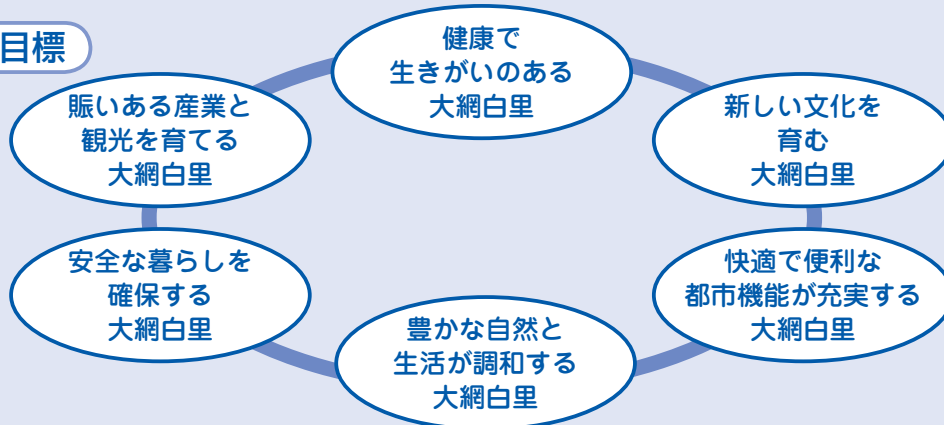 目標
健康で
生きがいのある
大網白里
賑いある産業と
観光を育てる
大網白里
新しい文化を
育む
大網白里
安全な暮らしを
確保する
大網白里
快適で便利な
都市機能が充実する
大網白里
豊かな自然と
生活が調和する
大網白里